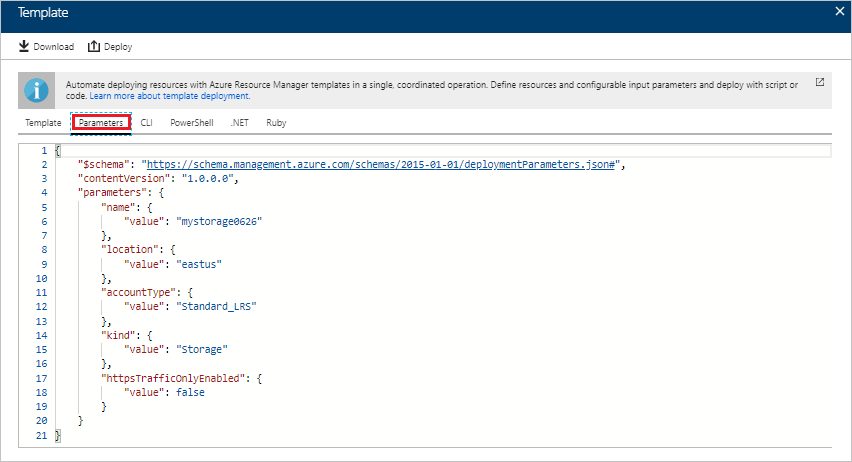 Template
Download Deploy
Automate deploying resources with Azure Resource Manager templates in a single, coordinated operation. Define resources and configurable input parameters and deploy with script or
code. Learn more about template deployment.
Template Parameters CLI PowerShell .NET Ruby
1 {
2 "$schema": "https://schema.management.azure.com/schemas/2015-01-01/deploymentParameters.json#",
3 "contentVersion": "1.0.0.0",
4 "parameters": {
5 "name": {
6 "value": "mystorage0626"
7 },
8 "location": {
9 "value": "eastus"
10 },
11 "accountType": {
12 "value": "Standard_LRS"
13 },
14 "kind": {
15 "value": "Storage"
16 },
17 "httpsTrafficOnlyEnabled": {
18 "value": false
19 }
20 }
21 }